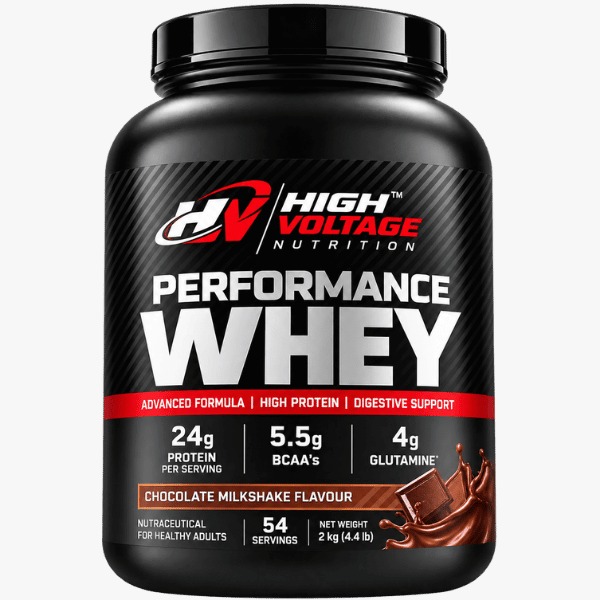 HV HIGH™
VOLTAGE
NUTRITION
PERFORMANCE
WHEY
ADVANCED FORMULA | HIGH PROTEIN | DIGESTIVE SUPPORT
24g
PROTEIN
PER SERVING
5.5g
BCAA's
4g
GLUTAMINE*
CHOCOLATE MILKSHAKE FLAVOUR
NUTRACEUTICAL
FOR HEALTHY ADULTS
54
SERVINGS
NET WEIGHT
2 kg (4.4 lb)